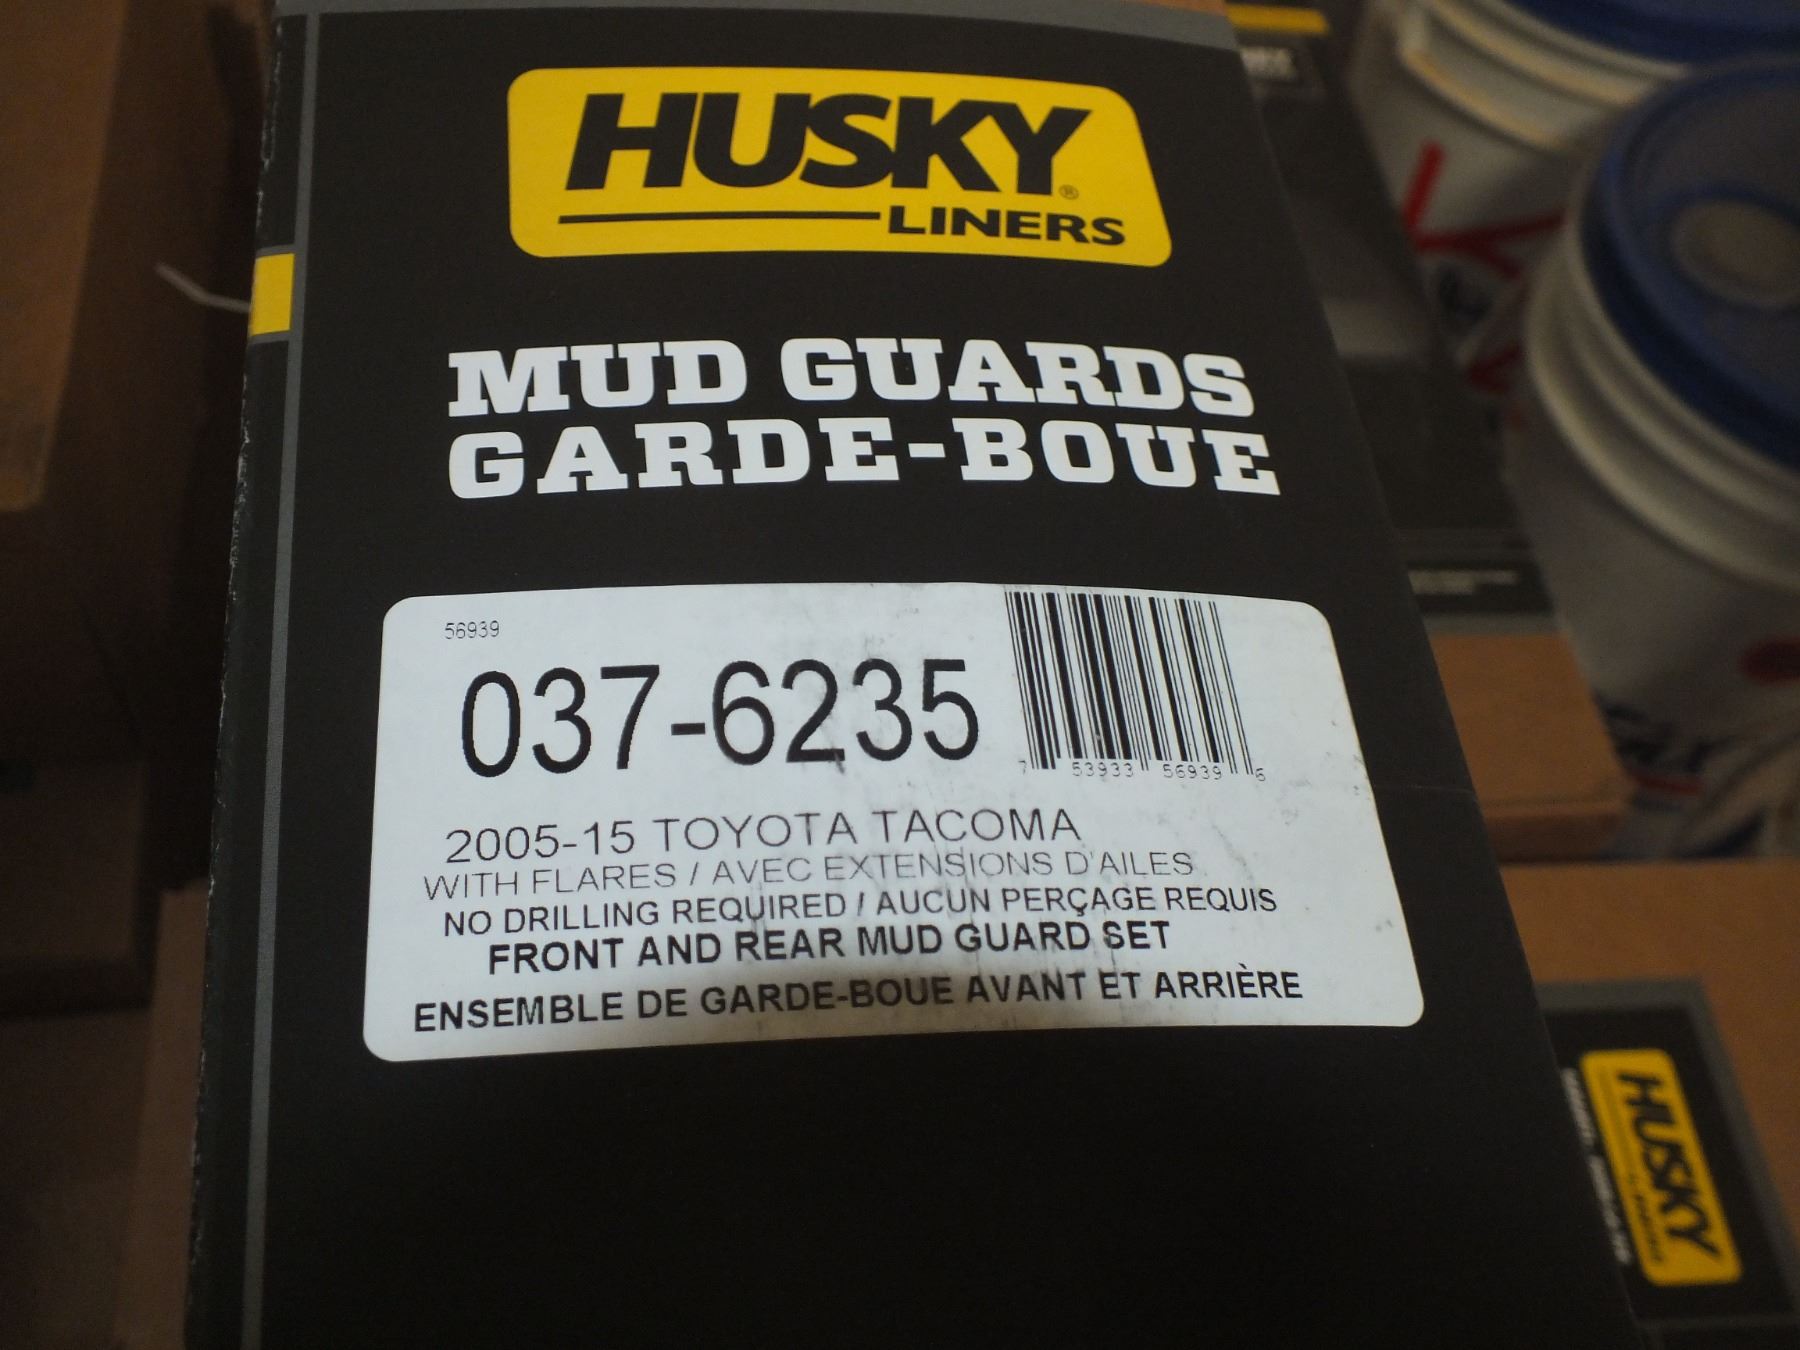 HUSKY®
LINERS
MUD GUARDS
GARDE-BOUE
56939
037-6235
7 53933 56939 6
2005-15 TOYOTA TACOMA
WITH FLARES / AVEC EXTENSIONS D'AILES
NO DRILLING REQUIRED / AUCUN PERÇAGE REQUIS
FRONT AND REAR MUD GUARD SET
ENSEMBLE DE GARDE-BOUE AVANT ET ARRIÈRE
HUSKY
LINERS